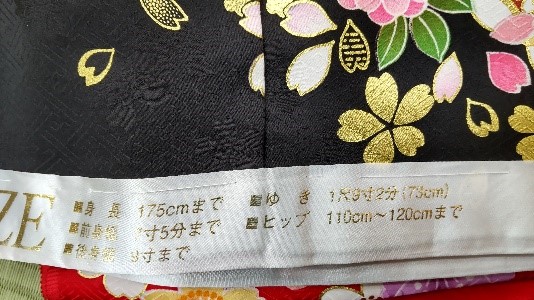 ZE
身長 175cmまで
前身幅 7寸5分まで
後身幅 9寸まで
ゆき 1尺9寸2分(73cm)
ヒップ 110cm～120cmまで